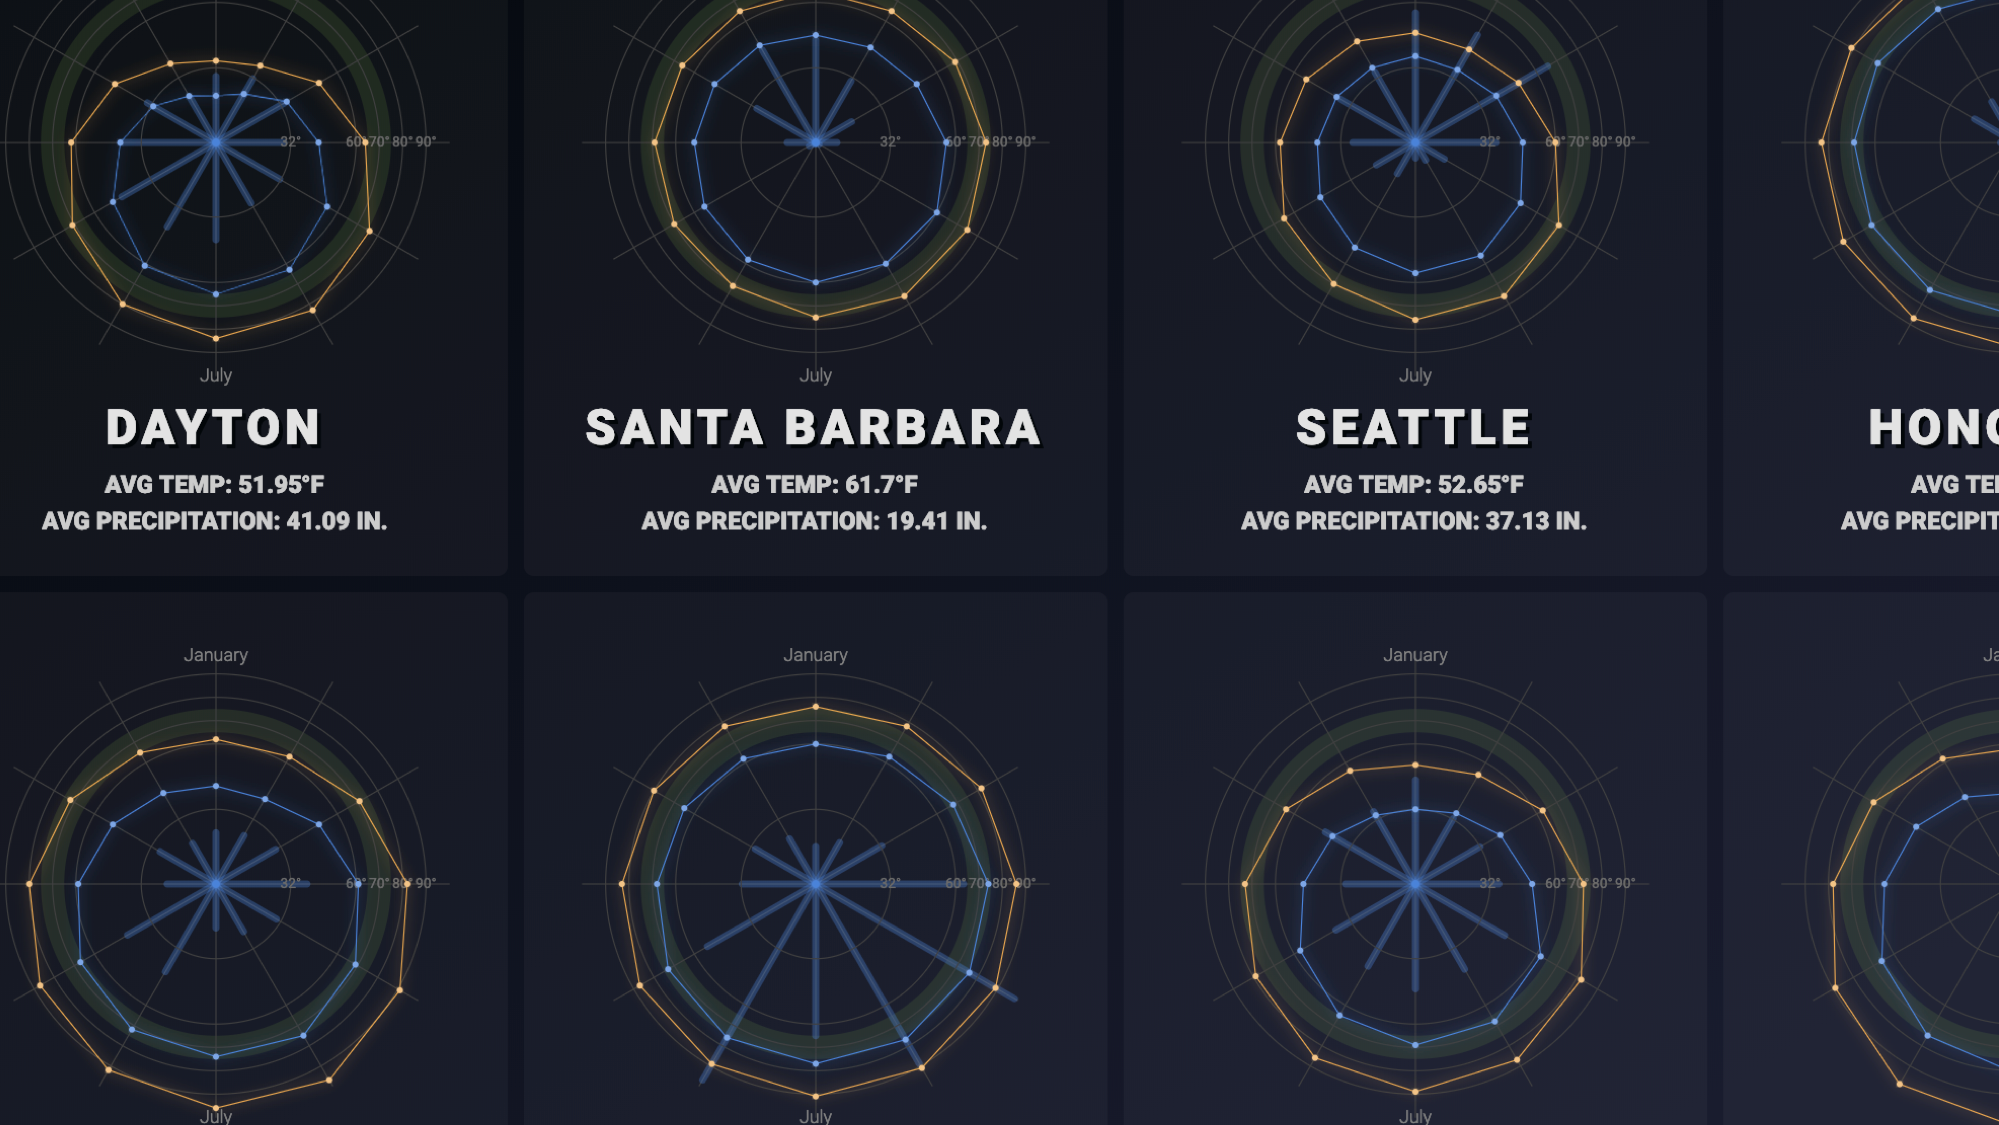 32° 60° 70° 80° 90°
32° 60° 70° 80° 90°
32° 60° 70° 80° 90°
July
July
July
DAYTON
SANTA BARBARA
SEATTLE
HONO
AVG TEMP: 51.95°F
AVG TEMP: 61.7°F
AVG TEMP: 52.65°F
AVG TE
AVG PRECIPITATION: 41.09 IN.
AVG PRECIPITATION: 19.41 IN.
AVG PRECIPITATION: 37.13 IN.
AVG PRECIPIT
January
January
January
Ja
32° 60° 70° 80° 90°
32° 60° 70° 80° 90°
32° 60° 70° 80° 90°
July
July
July